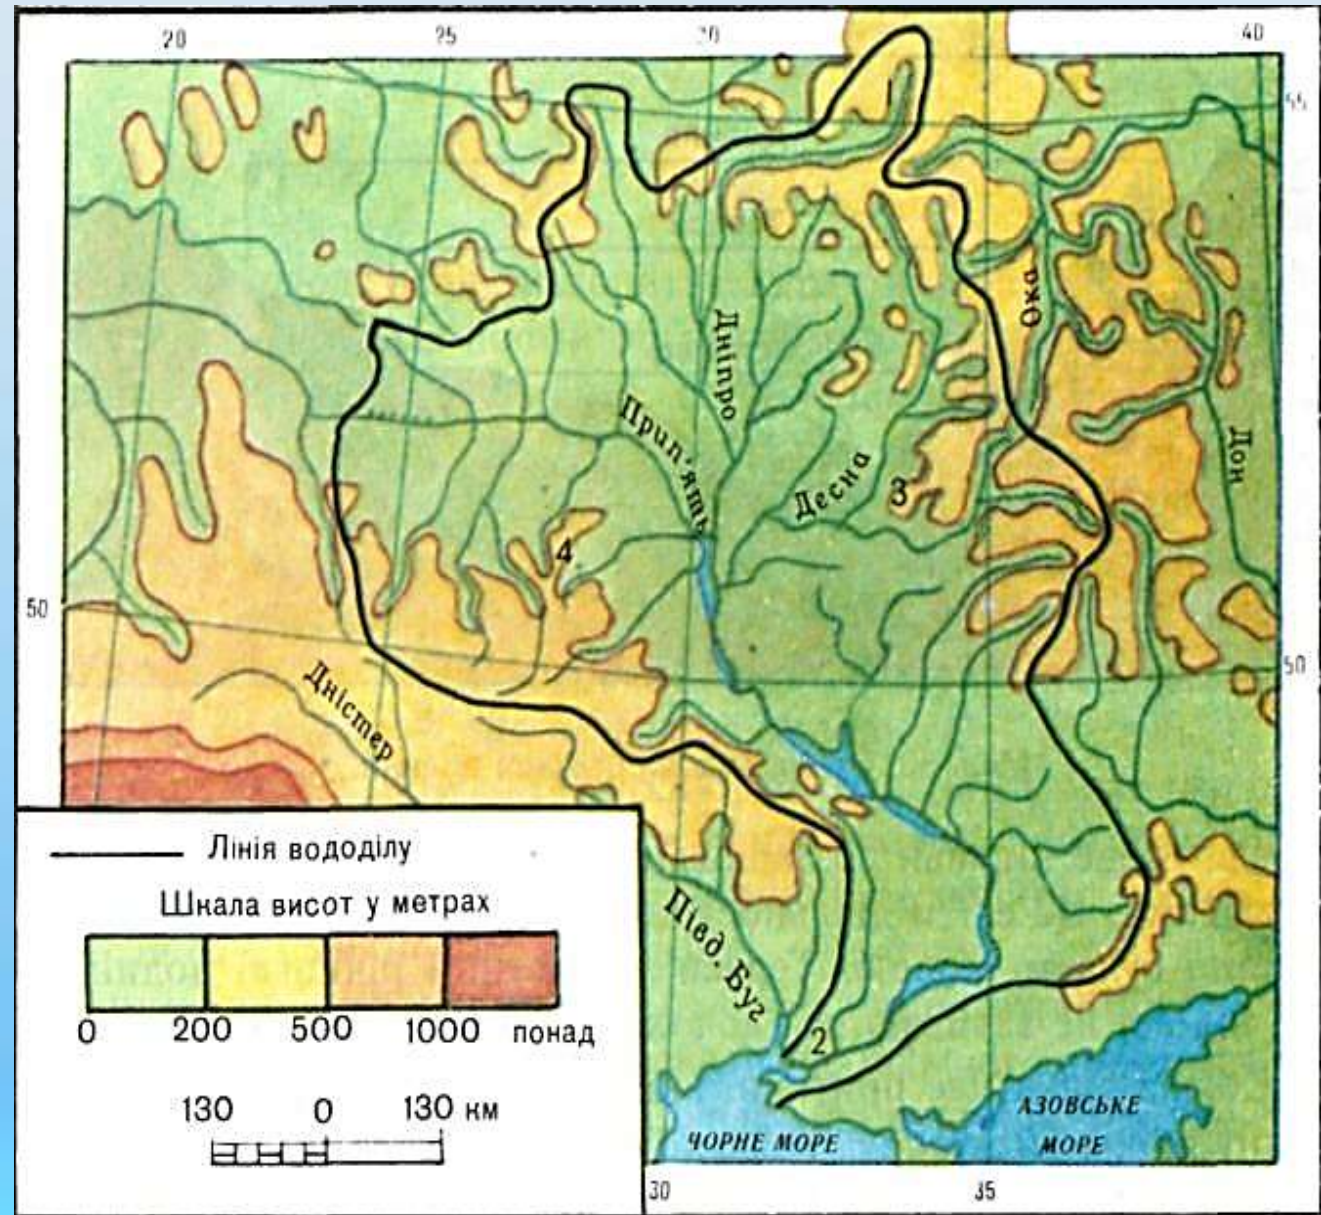 20 25 30 40
55
Ока
Дніпро
Прип'ять
Дон
Десна
3
4
50
50
Дністер
Лінія вододілу
Шкала висот у метрах
0 200 500 1000 понад
130 0 130 км
Півд. Буг
2
АЗОВСЬКЕ
МОРЕ
ЧОРНЕ МОРЕ
30 35